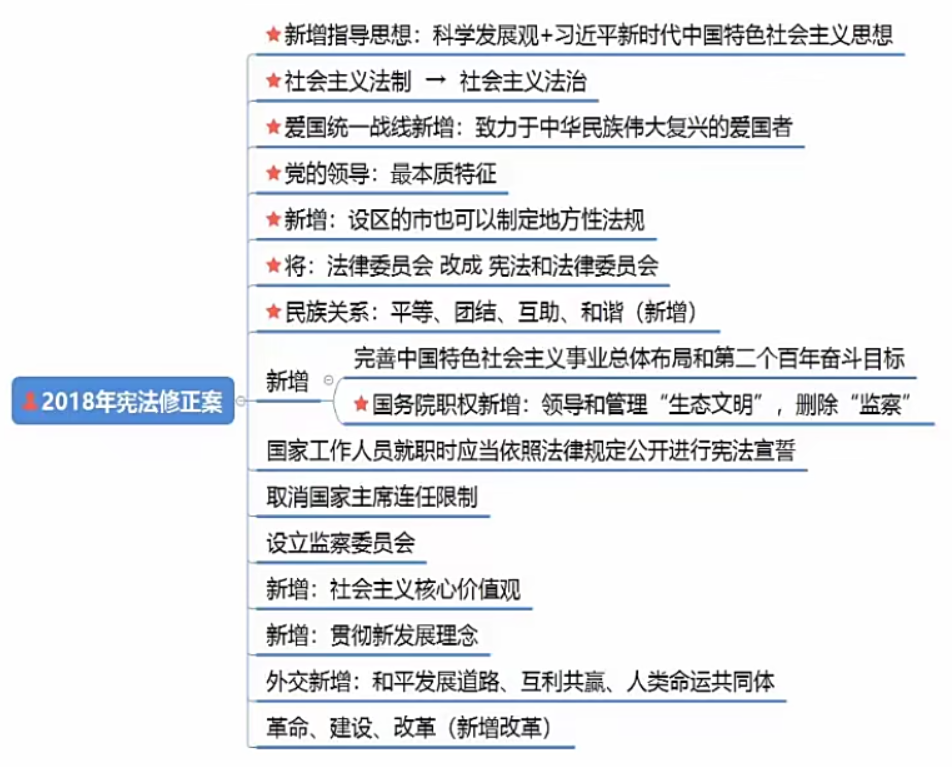 新增指导思想：科学发展观+习近平新时代中国特色社会主义思想
社会主义法制 → 社会主义法治
爱国统一战线新增：致力于中华民族伟大复兴的爱国者
党的领导：最本质特征
新增：设区的市也可以制定地方性法规
将：法律委员会 改成 宪法和法律委员会
民族关系：平等、团结、互助、和谐（新增）
2018年宪法修正案
新增
完善中国特色社会主义事业总体布局和第二个百年奋斗目标
国务院职权新增：领导和管理“生态文明”，删除“监察”
国家工作人员就职时应当依照法律规定公开进行宪法宣誓
取消国家主席连任限制
设立监察委员会
新增：社会主义核心价值观
新增：贯彻新发展理念
外交新增：和平发展道路、互利共赢、人类命运共同体
革命、建设、改革（新增改革）